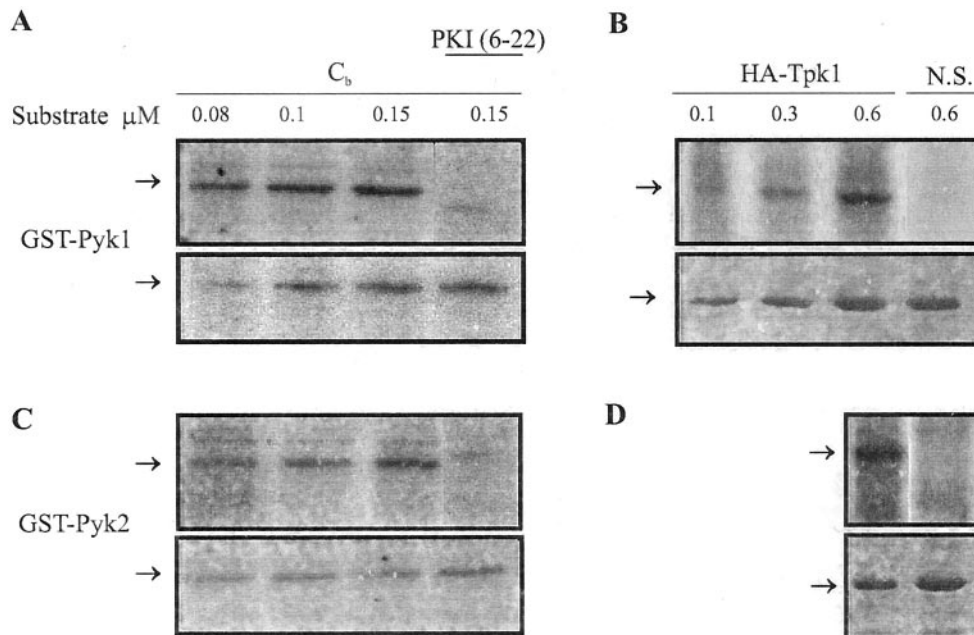 A
PKI (6-22)
C_b
Substrate µM 0.08 0.1 0.15 0.15
→
GST-Pyk1
→
B
HA-Tpk1 N.S.
0.1 0.3 0.6 0.6
→
→
C
→
GST-Pyk2
→
D
→
→